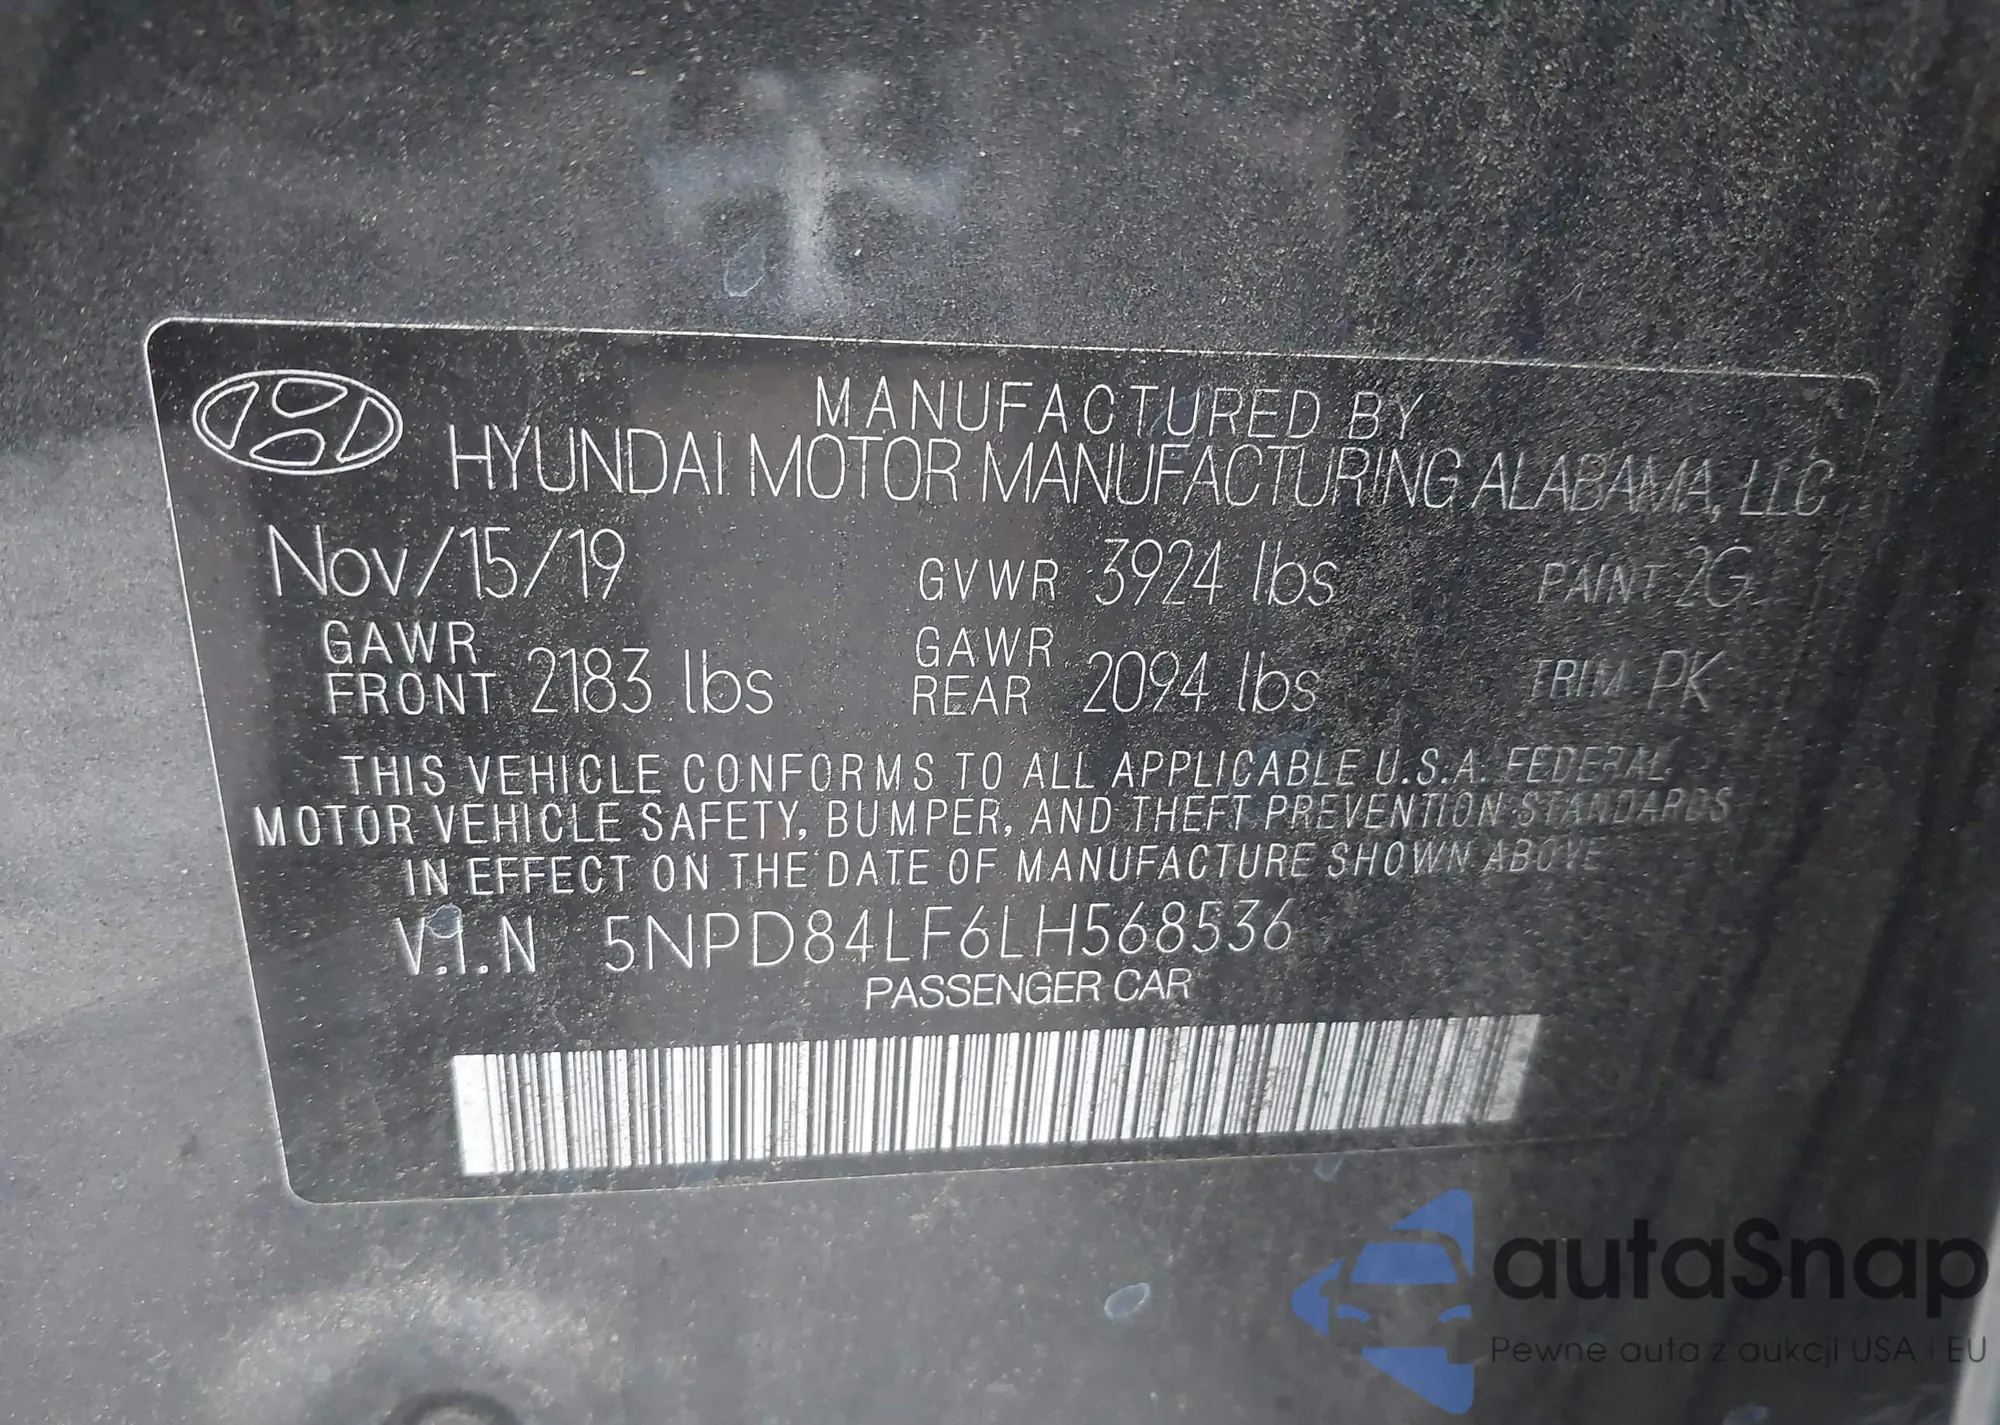 MANUFACTURED BY
HYUNDAI MOTOR MANUFACTURING ALABAMA, LLC
Nov/15/19 GVWR 3924 lbs PAINT 2G
GAWR FRONT 2183 lbs GAWR REAR 2094 lbs TRIM PK
THIS VEHICLE CONFORMS TO ALL APPLICABLE U.S.A. FEDERAL
MOTOR VEHICLE SAFETY, BUMPER, AND THEFT PREVENTION STANDARDS
IN EFFECT ON THE DATE OF MANUFACTURE SHOWN ABOVE
V.I.N 5NPD84LF6LH568536
PASSENGER CAR
autaSnap
Pewne auta z aukcji USA i EU